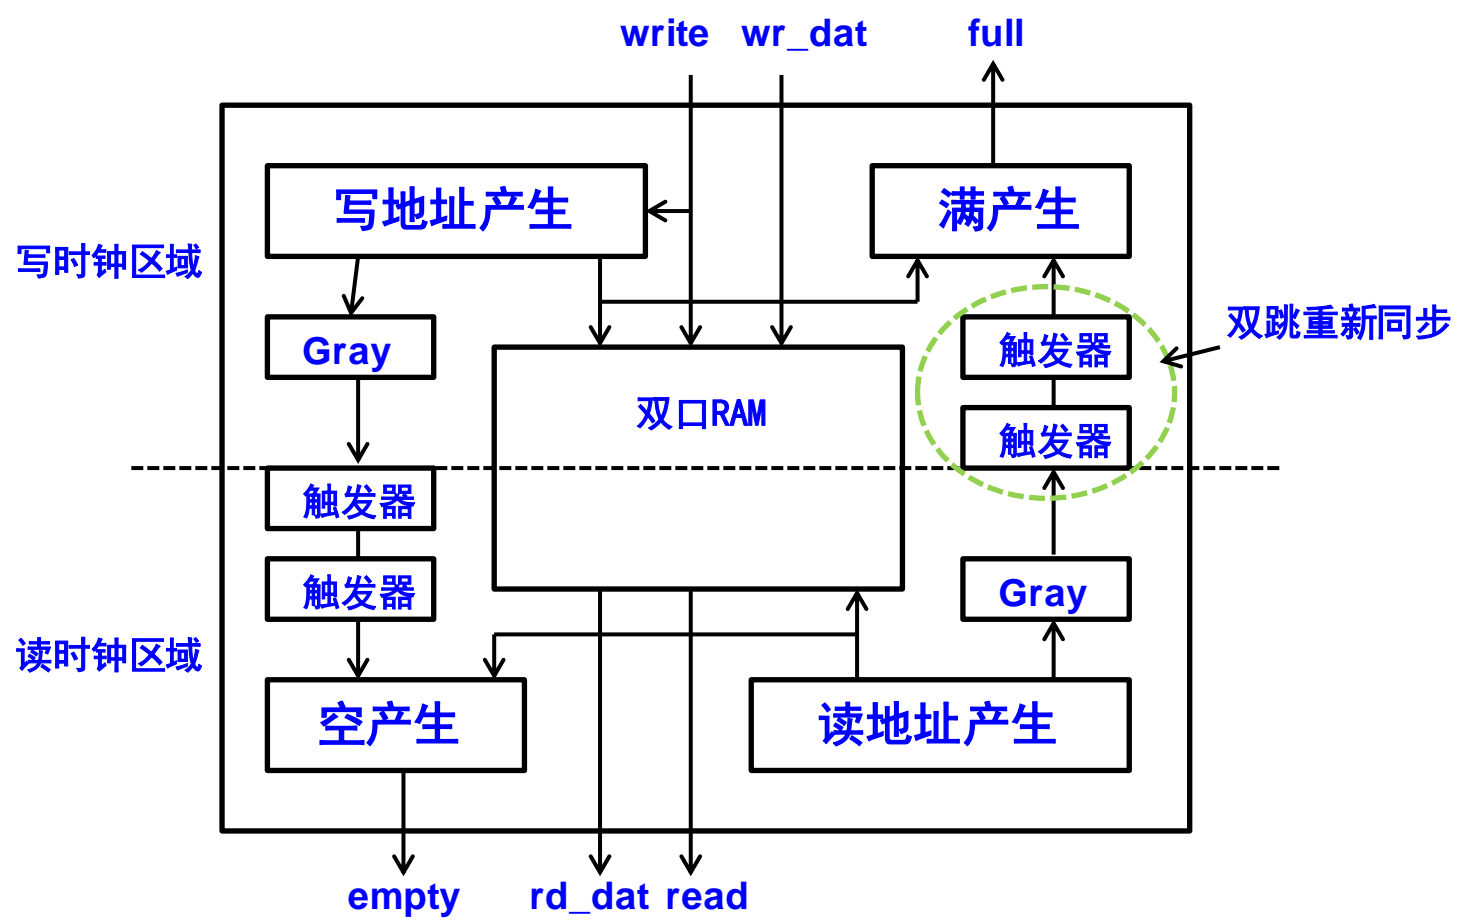 write wr_dat full
写地址产生
满产生
写时钟区域
双跳重新同步
Gray
触发器
双口RAM
触发器
触发器
触发器
Gray
读时钟区域
空产生
读地址产生
empty rd_dat read